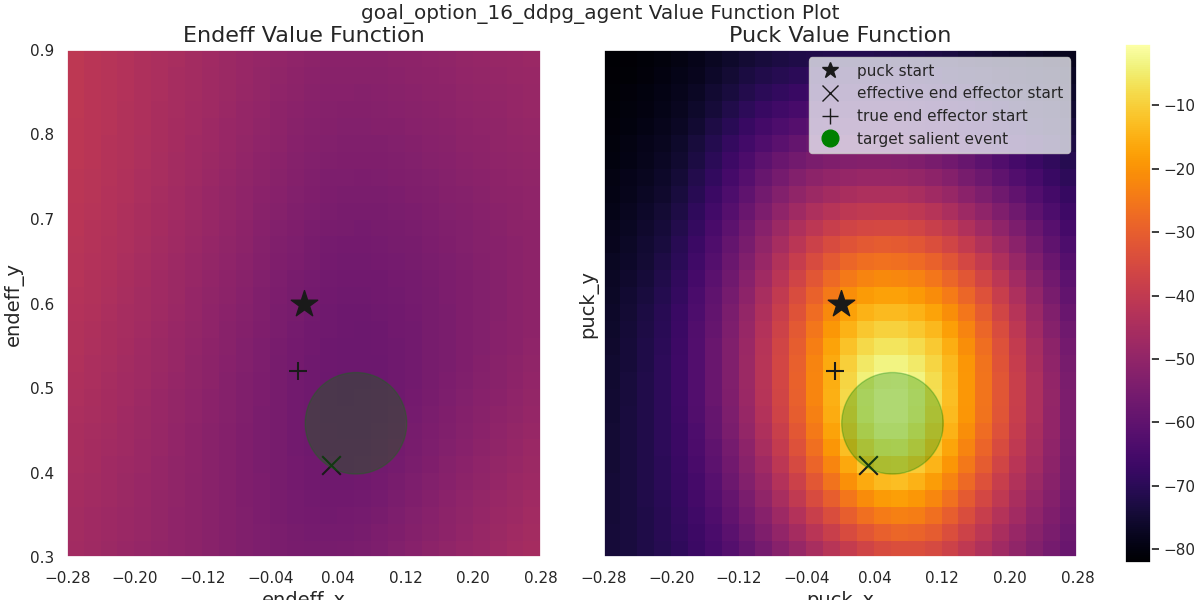 goal_option_16_ddpg_agent Value Function Plot
Endeff Value Function
Puck Value Function
0.9
0.8
0.7
0.6
0.5
0.4
0.3
endeff_y
−0.28 −0.20 −0.12 −0.04 0.04 0.12 0.20 0.28
endeff_x
puck_y
puck start
effective end effector start
true end effector start
target salient event
−0.28 −0.20 −0.12 −0.04 0.04 0.12 0.20 0.28
puck_x
−10
−20
−30
−40
−50
−60
−70
−80